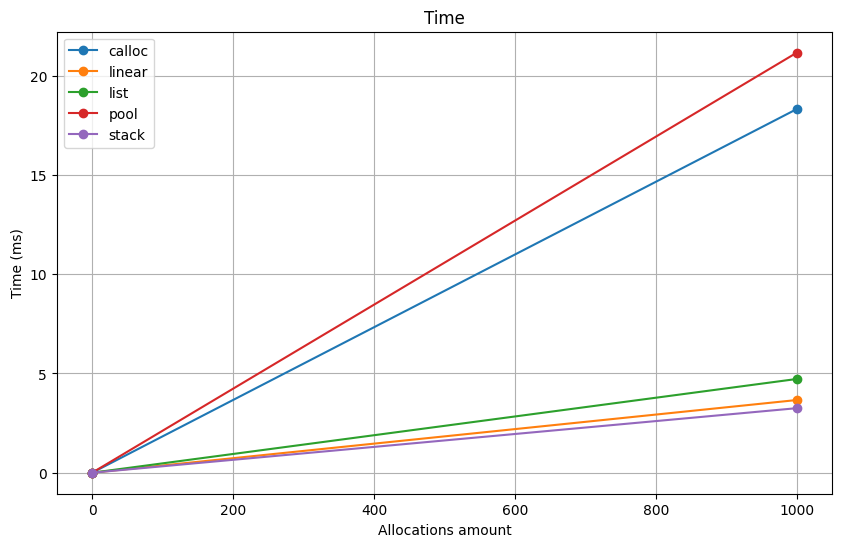 Time
calloc
linear
list
pool
stack
Time (ms)
20
15
10
5
0
0 200 400 600 800 1000
Allocations amount